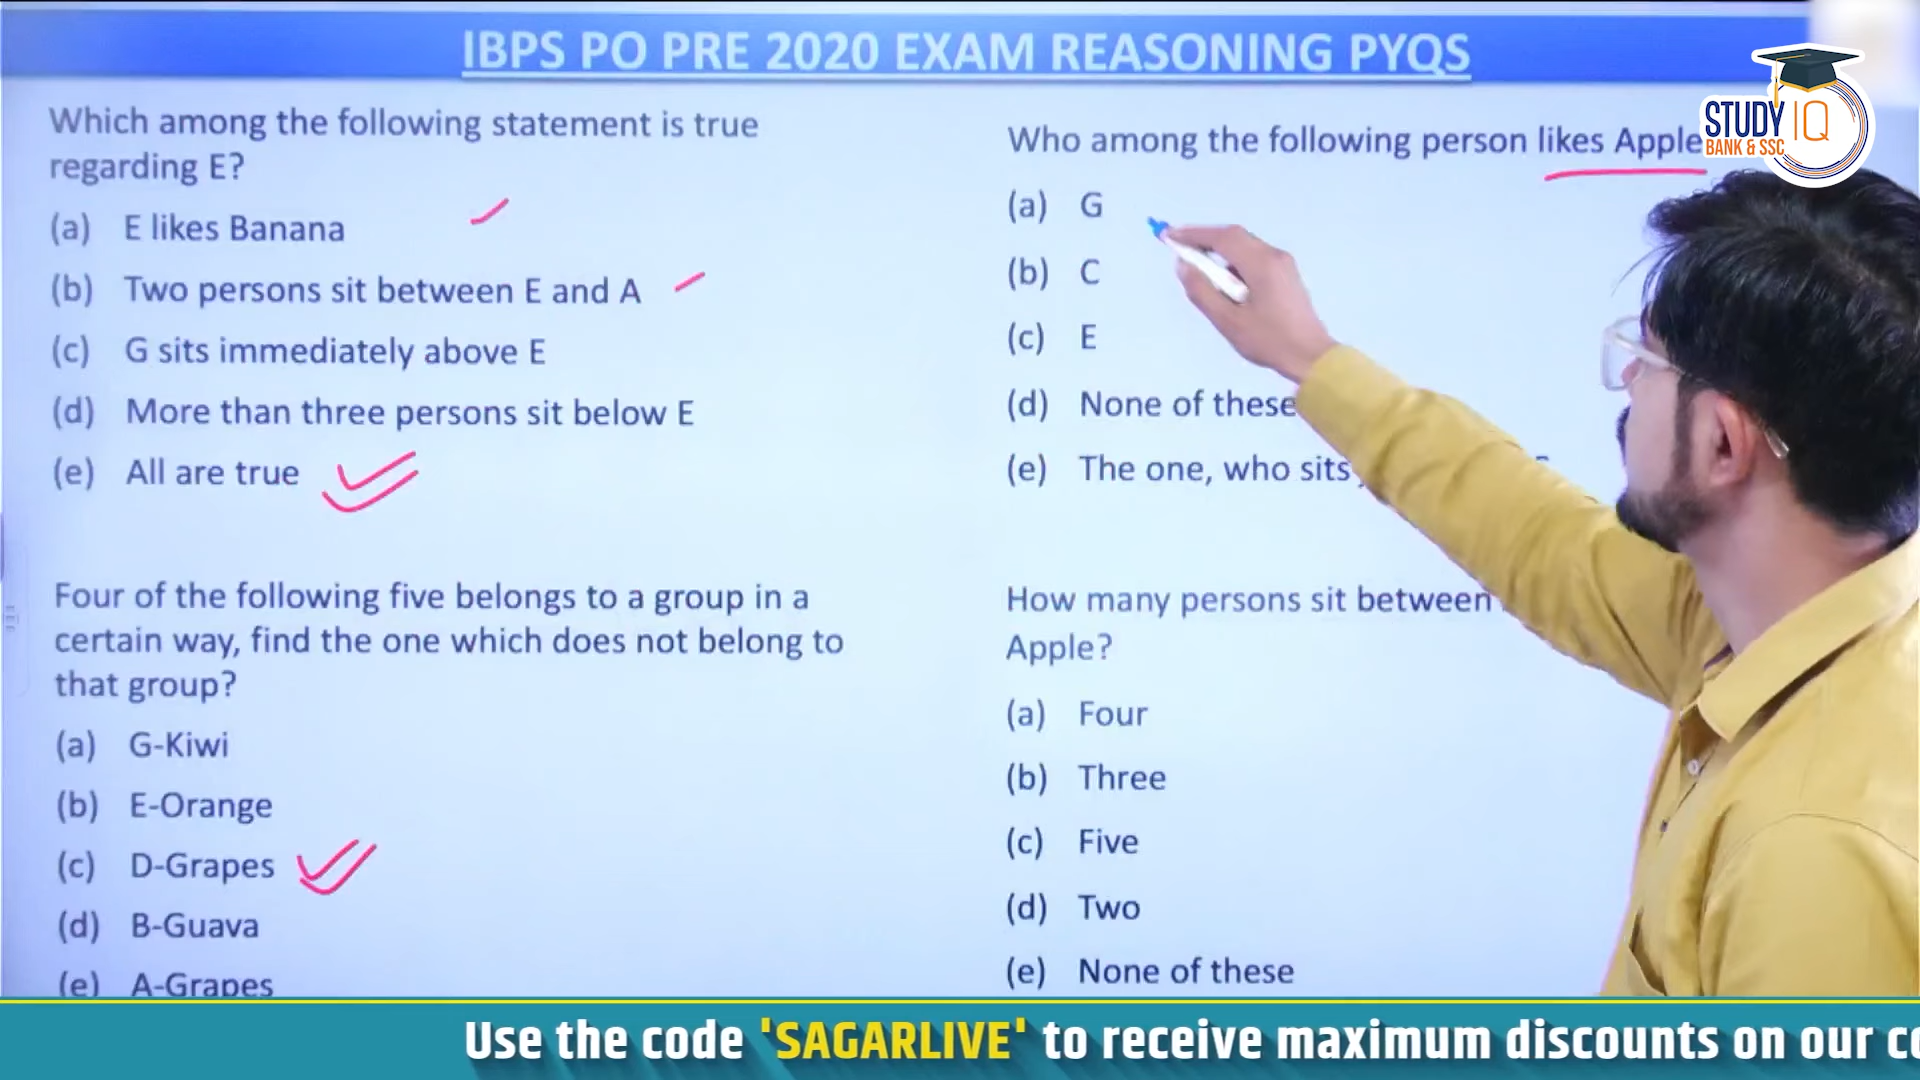 IBPS PO PRE 2020 EXAM REASONING PYQS
STUDY IQ
BANK & SSC
Which among the following statement is true
regarding E?
(a) E likes Banana
(b) Two persons sit between E and A
(c) G sits immediately above E
(d) More than three persons sit below E
(e) All are true
Four of the following five belongs to a group in a
certain way, find the one which does not belong to
that group?
(a) G-Kiwi
(b) E-Orange
(c) D-Grapes
(d) B-Guava
(e) A-Grapes
Who among the following person likes Apple
(a) G
(b) C
(c) E
(d) None of these
(e) The one, who sits
How many persons sit between
Apple?
(a) Four
(b) Three
(c) Five
(d) Two
(e) None of these
Use the code 'SAGARLIVE' to receive maximum discounts on our